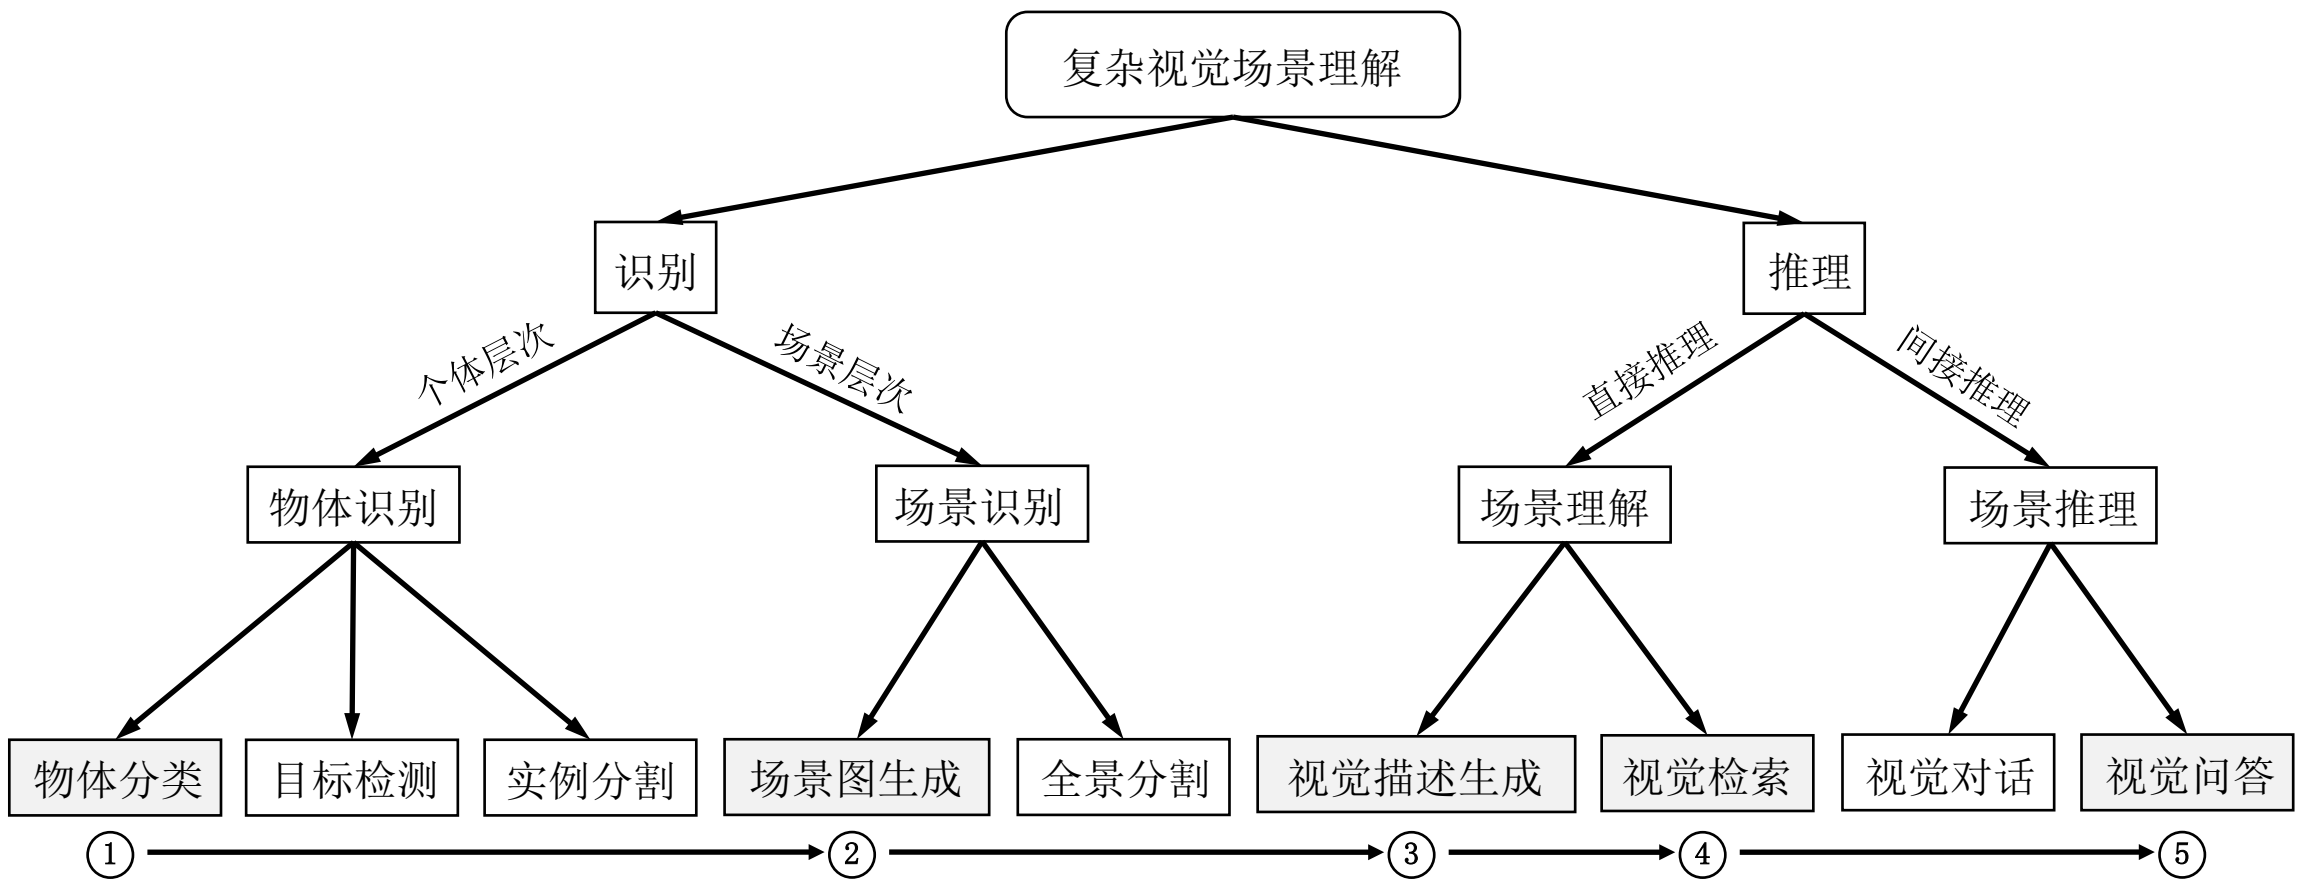 复杂视觉场景理解
识别
推理
个体层次
场景层次
直接推理
间接推理
物体识别
场景识别
场景理解
场景推理
物体分类
目标检测
实例分割
场景图生成
全景分割
视觉描述生成
视觉检索
视觉对话
视觉问答
①
②
③
④
⑤